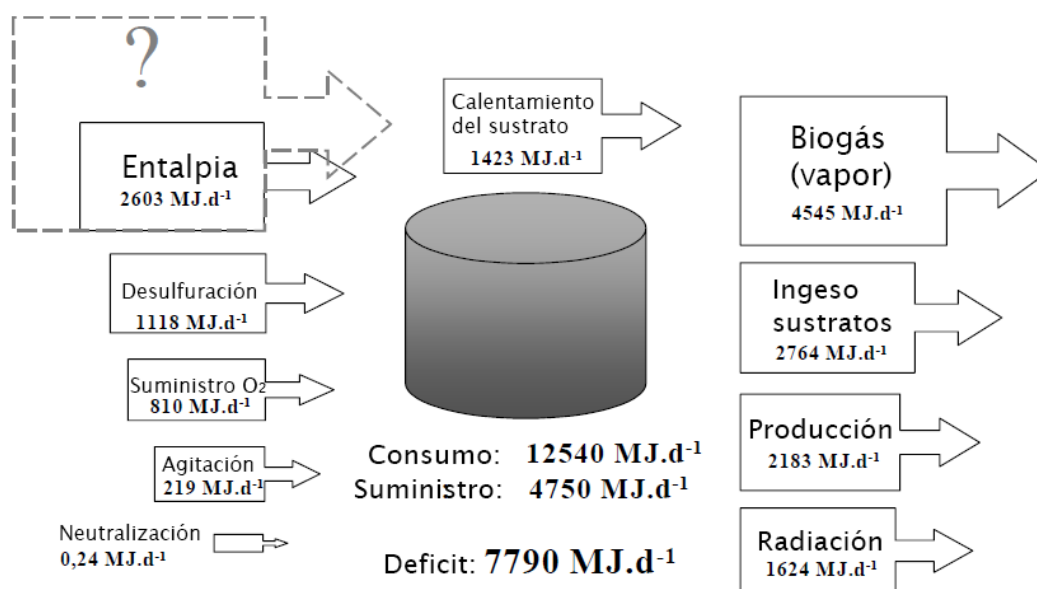 ?
Entalpia
2603 MJ.d-1
Desulfuración
1118 MJ.d-1
Suministro O2
810 MJ.d-1
Agitación
219 MJ.d-1
Neutralización
0,24 MJ.d-1
Calentamiento
del sustrato
1423 MJ.d-1
Consumo: 12540 MJ.d-1
Suministro: 4750 MJ.d-1
Deficit: 7790 MJ.d-1
Biogás
(vapor)
4545 MJ.d-1
Ingeso
sustratos
2764 MJ.d-1
Producción
2183 MJ.d-1
Radiación
1624 MJ.d-1